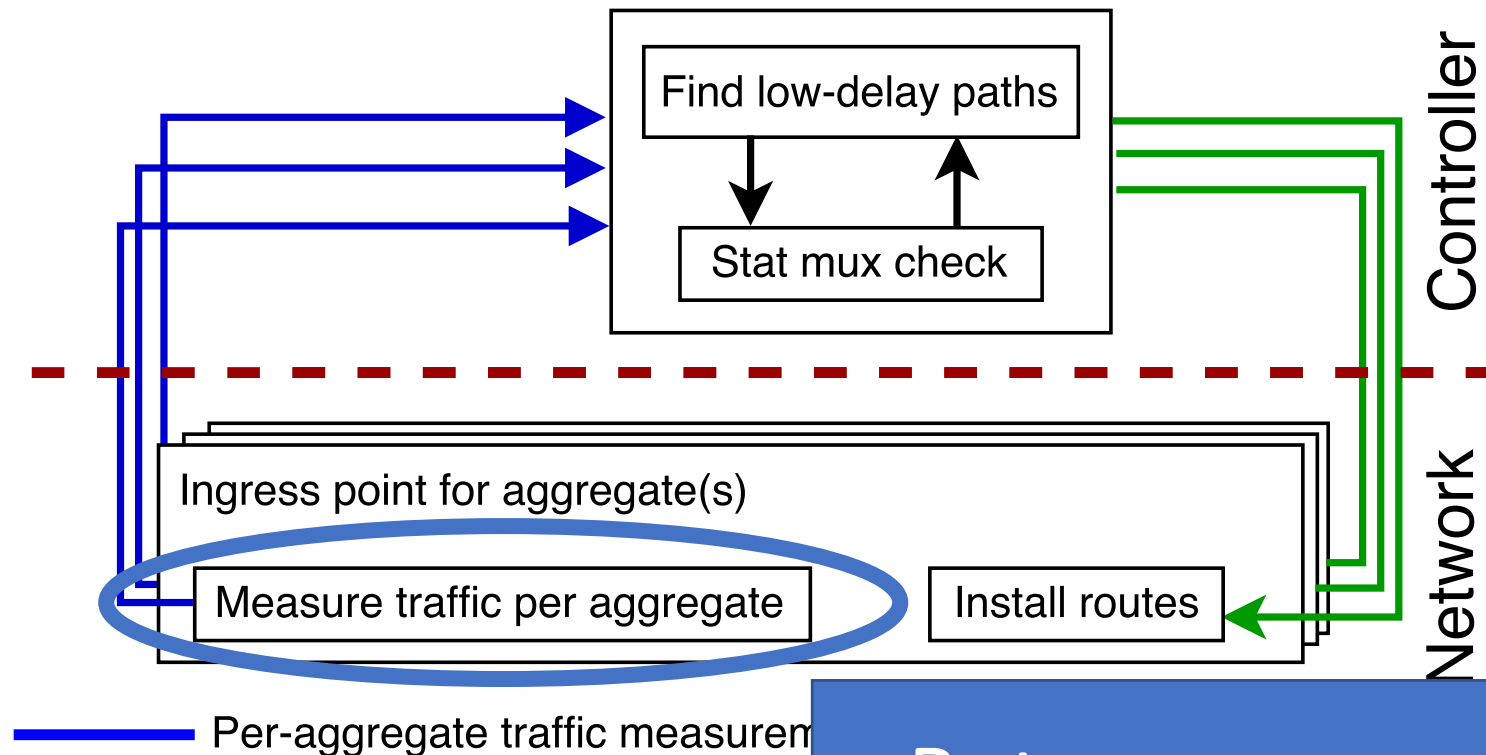 Find low-delay paths
Stat mux check
Controller
Ingress point for aggregate(s)
Measure traffic per aggregate
Install routes
Network
Per-aggregate traffic